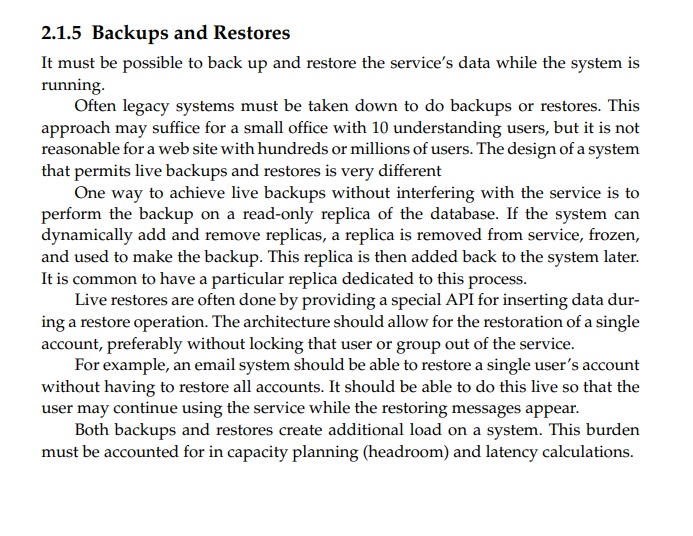 2.1.5 Backups and Restores
It must be possible to back up and restore the service’s data while the system is
running.
Often legacy systems must be taken down to do backups or restores. This
approach may suffice for a small office with 10 understanding users, but it is not
reasonable for a web site with hundreds or millions of users. The design of a system
that permits live backups and restores is very different
One way to achieve live backups without interfering with the service is to
perform the backup on a read-only replica of the database. If the system can
dynamically add and remove replicas, a replica is removed from service, frozen,
and used to make the backup. This replica is then added back to the system later.
It is common to have a particular replica dedicated to this process.
Live restores are often done by providing a special API for inserting data dur-
ing a restore operation. The architecture should allow for the restoration of a single
account, preferably without locking that user or group out of the service.
For example, an email system should be able to restore a single user’s account
without having to restore all accounts. It should be able to do this live so that the
user may continue using the service while the restoring messages appear.
Both backups and restores create additional load on a system. This burden
must be accounted for in capacity planning (headroom) and latency calculations.